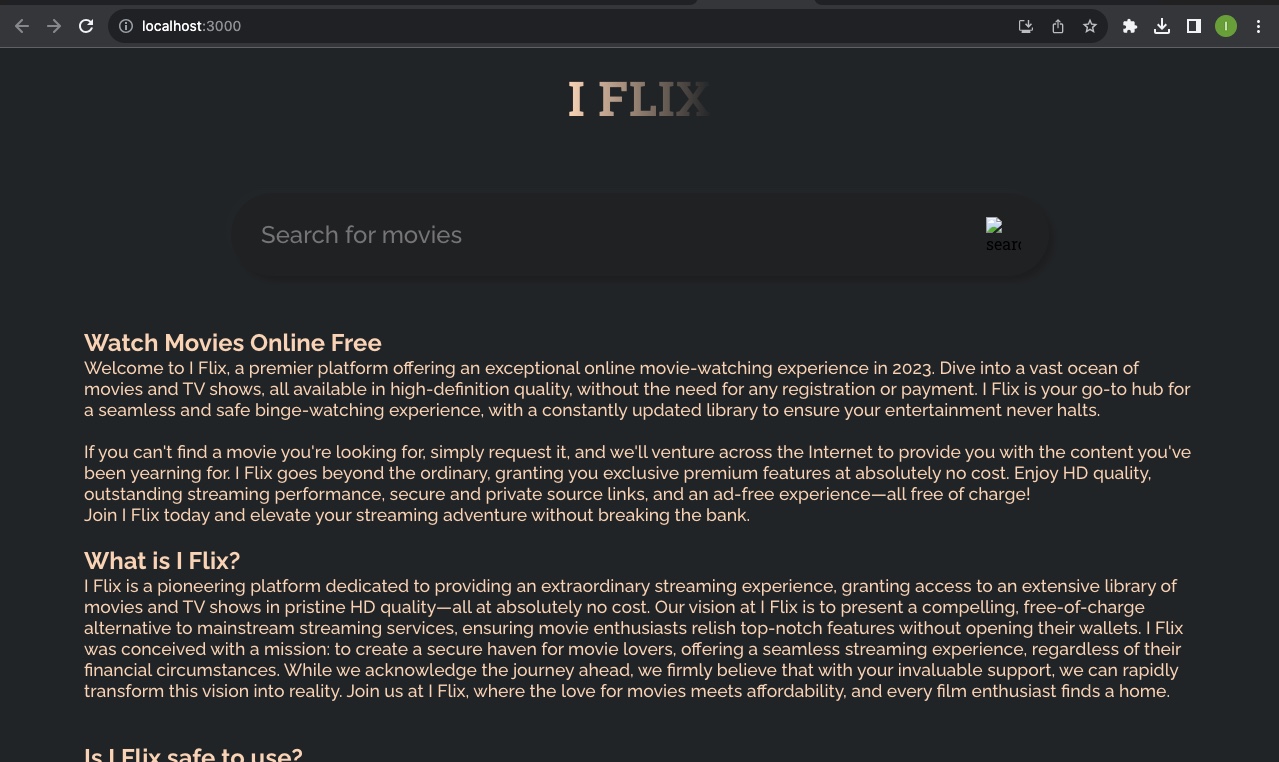 localhost:3000
I
I FLIX
Search for movies
Watch Movies Online Free
Welcome to I Flix, a premier platform offering an exceptional online movie-watching experience in 2023. Dive into a vast ocean of
movies and TV shows, all available in high-definition quality, without the need for any registration or payment. I Flix is your go-to hub for
a seamless and safe binge-watching experience, with a constantly updated library to ensure your entertainment never halts.
If you can't find a movie you're looking for, simply request it, and we'll venture across the Internet to provide you with the content you've
been yearning for. I Flix goes beyond the ordinary, granting you exclusive premium features at absolutely no cost. Enjoy HD quality,
outstanding streaming performance, secure and private source links, and an ad-free experience—all free of charge!
Join I Flix today and elevate your streaming adventure without breaking the bank.
What is I Flix?
I Flix is a pioneering platform dedicated to providing an extraordinary streaming experience, granting access to an extensive library of
movies and TV shows in pristine HD quality—all at absolutely no cost. Our vision at I Flix is to present a compelling, free-of-charge
alternative to mainstream streaming services, ensuring movie enthusiasts relish top-notch features without opening their wallets. I Flix
was conceived with a mission: to create a secure haven for movie lovers, offering a seamless streaming experience, regardless of their
financial circumstances. While we acknowledge the journey ahead, we firmly believe that with your invaluable support, we can rapidly
transform this vision into reality. Join us at I Flix, where the love for movies meets affordability, and every film enthusiast finds a home.
Is I Flix safe to use?